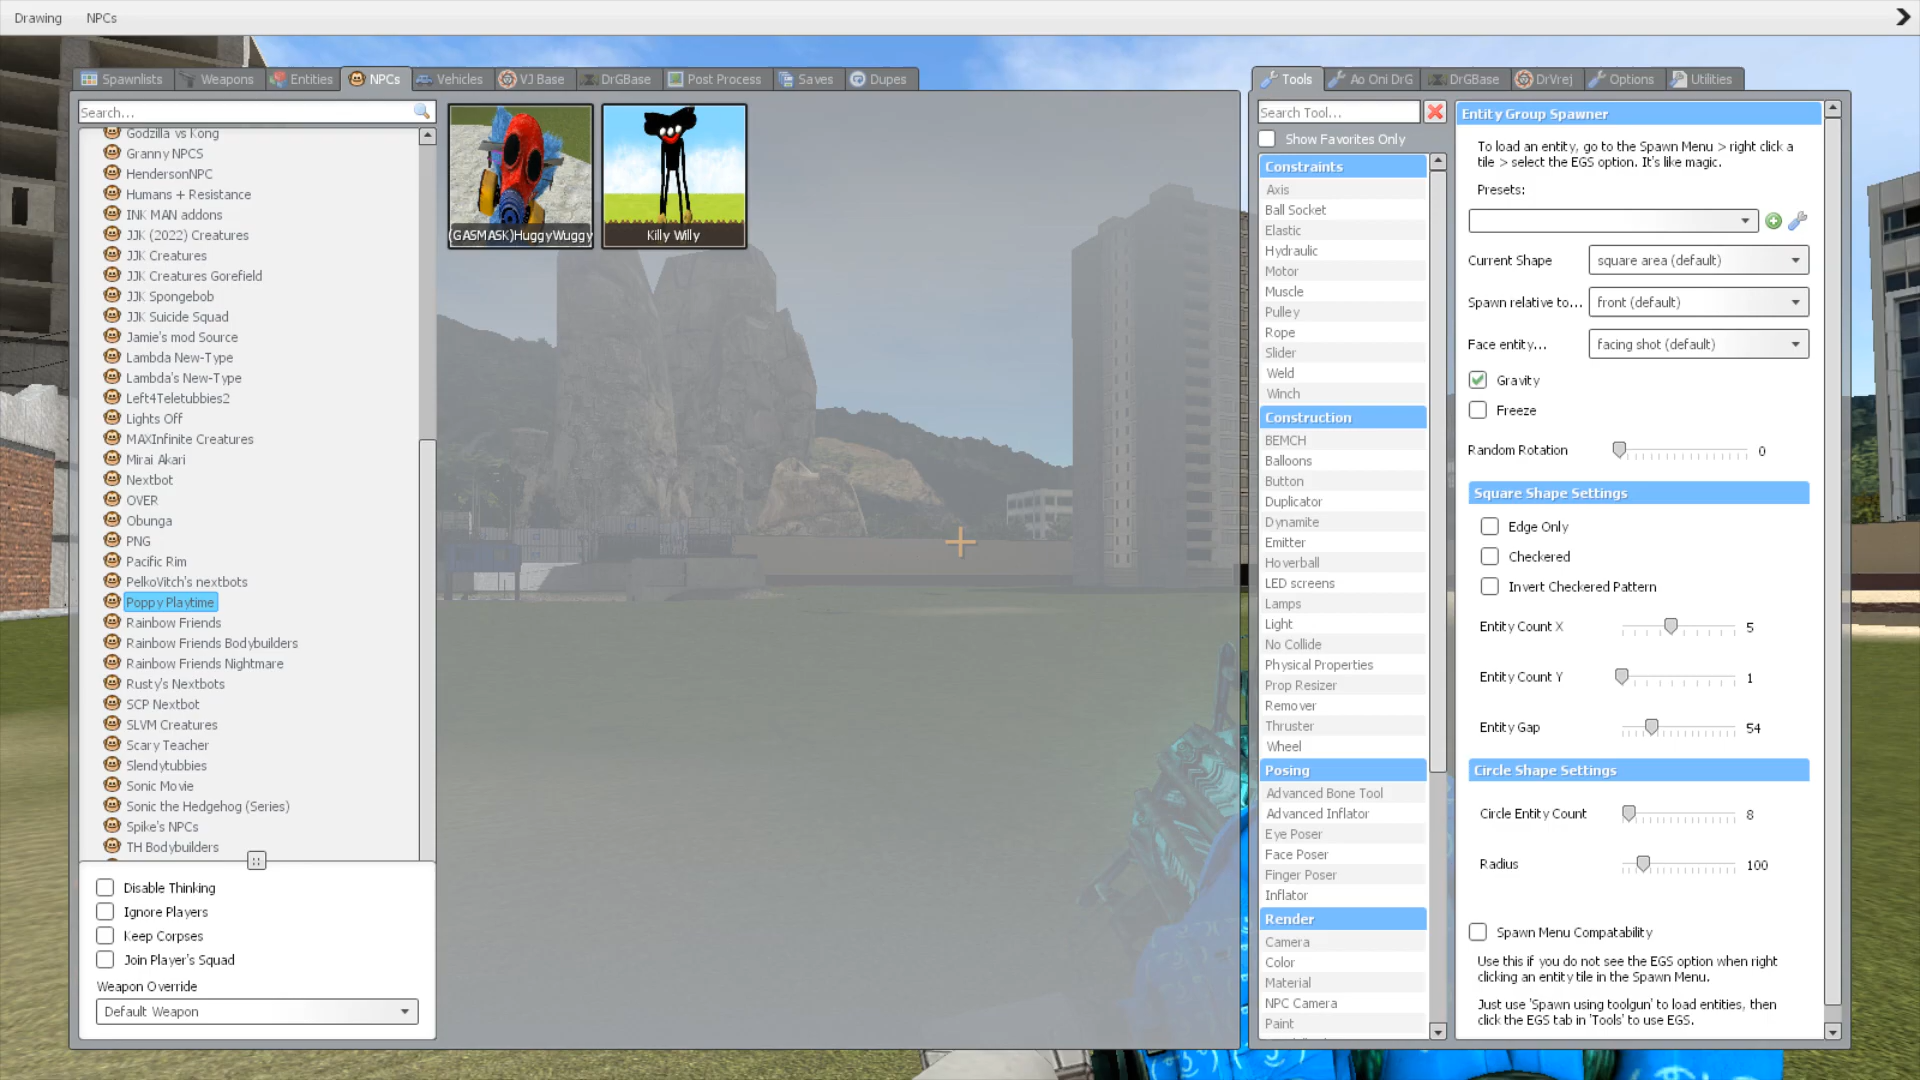 Drawing NPCs
Spawnlists Weapons Entities NPCs Vehicles VJ Base DrGBase Post Process Saves Dupes
Search...
Godzilla vs Kong
Granny NPCS
HendersonNPC
Humans + Resistance
INK MAN addons
JJK (2022) Creatures
JJK Creatures
JJK Creatures Gorefield
JJK Spongebob
JJK Suicide Squad
Jamie's mod Source
Lambda New-Type
Lambda's New-Type
Left4Teletubbies2
Lights Off
MAXInfinite Creatures
Mirai Akari
Nextbot
OVER
Obunga
PNG
Pacific Rim
PelkoVitch's nextbots
Poppy Playtime
Rainbow Friends
Rainbow Friends Bodybuilders
Rainbow Friends Nightmare
Rusty's Nextbots
SCP Nextbot
SLVM Creatures
Scary Teacher
Slendytubbies
Sonic Movie
Sonic the Hedgehog (Series)
Spike's NPCs
TH Bodybuilders
Disable Thinking
Ignore Players
Keep Corpses
Join Player's Squad
Weapon Override
Default Weapon
(GASMASK)HuggyWuggy
Killy Willy
Tools Ao Oni DrG DrGBase DrVrej Options Utilities
Search Tool...
Show Favorites Only
Constraints
Axis
Ball Socket
Elastic
Hydraulic
Motor
Muscle
Pulley
Rope
Slider
Weld
Winch
Construction
BEMCH
Balloons
Button
Duplicator
Dynamite
Emitter
Hoverball
LED screens
Lamps
Light
No Collide
Physical Properties
Prop Resizer
Remover
Thruster
Wheel
Posing
Advanced Bone Tool
Advanced Inflator
Eye Poser
Face Poser
Finger Poser
Inflator
Render
Camera
Color
Material
NPC Camera
Paint
Entity Group Spawner
To load an entity, go to the Spawn Menu > right click a
tile > select the EGS option. It's like magic.
Presets:
Current Shape square area (default)
Spawn relative to... front (default)
Face entity... facing shot (default)
Gravity
Freeze
Random Rotation 0
Square Shape Settings
Edge Only
Checkered
Invert Checkered Pattern
Entity Count X 5
Entity Count Y 1
Entity Gap 54
Circle Shape Settings
Circle Entity Count 8
Radius 100
Spawn Menu Compatability
Use this if you do not see the EGS option when right
clicking an entity tile in the Spawn Menu.
Just use 'Spawn using toolgun' to load entities, then
click the EGS tab in 'Tools' to use EGS.